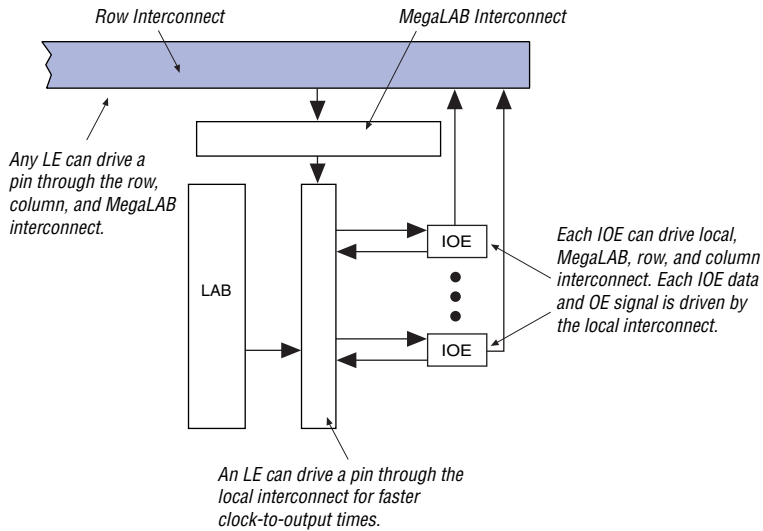 Row Interconnect
MegaLAB Interconnect
Any LE can drive a
pin through the row,
column, and MegaLAB
interconnect.
LAB
IOE
IOE
Each IOE can drive local,
MegaLAB, row, and column
interconnect. Each IOE data
and OE signal is driven by
the local interconnect.
An LE can drive a pin through the
local interconnect for faster
clock-to-output times.